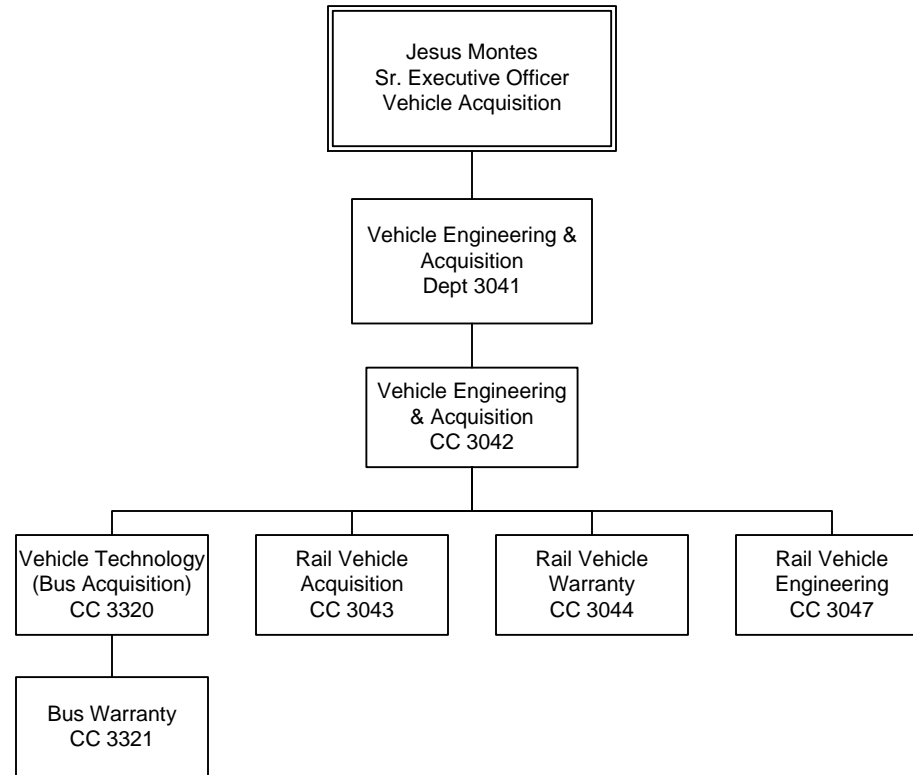 Jesus Montes
Sr. Executive Officer
Vehicle Acquisition
Vehicle Engineering &
Acquisition
Dept 3041
Vehicle Engineering
& Acquisition
CC 3042
Vehicle Technology
(Bus Acquisition)
CC 3320
Rail Vehicle
Acquisition
CC 3043
Rail Vehicle
Warranty
CC 3044
Rail Vehicle
Engineering
CC 3047
Bus Warranty
CC 3321